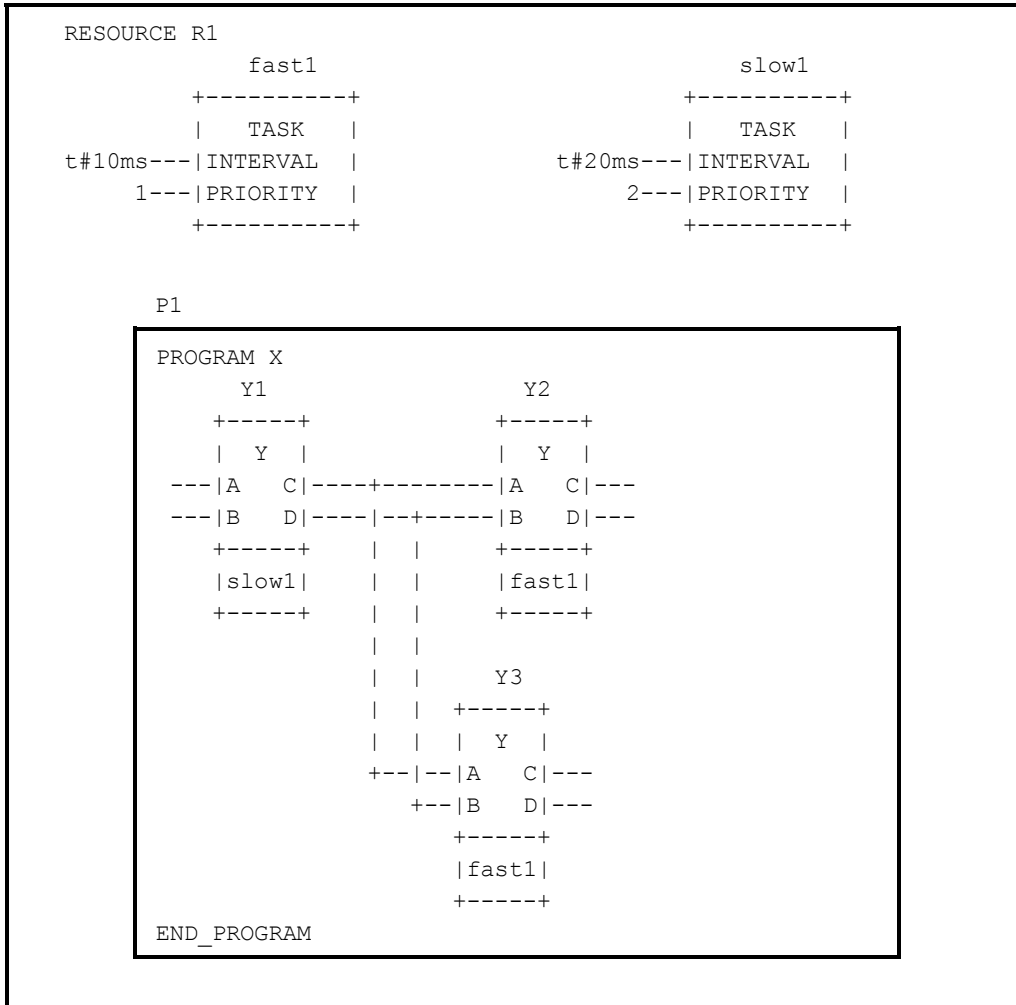 RESOURCE R1
fast1 slow1
+----------+ +----------+
| TASK | | TASK |
t#10ms---|INTERVAL | t#20ms---|INTERVAL |
1---|PRIORITY | 2---|PRIORITY |
+----------+ +----------+
P1
PROGRAM X
Y1 Y2
+-----+ +-----+
| Y | | Y |
---|A C|----+--------|A C|---
---|B D|----|--+-----|B D|---
+-----+ | | +-----+
|slow1| | | |fast1|
+-----+ | | +-----+
| |
| | Y3
| | +-----+
| | | Y |
+--|--|A C|---
+--|B D|---
+-----+
|fast1|
+-----+
END_PROGRAM